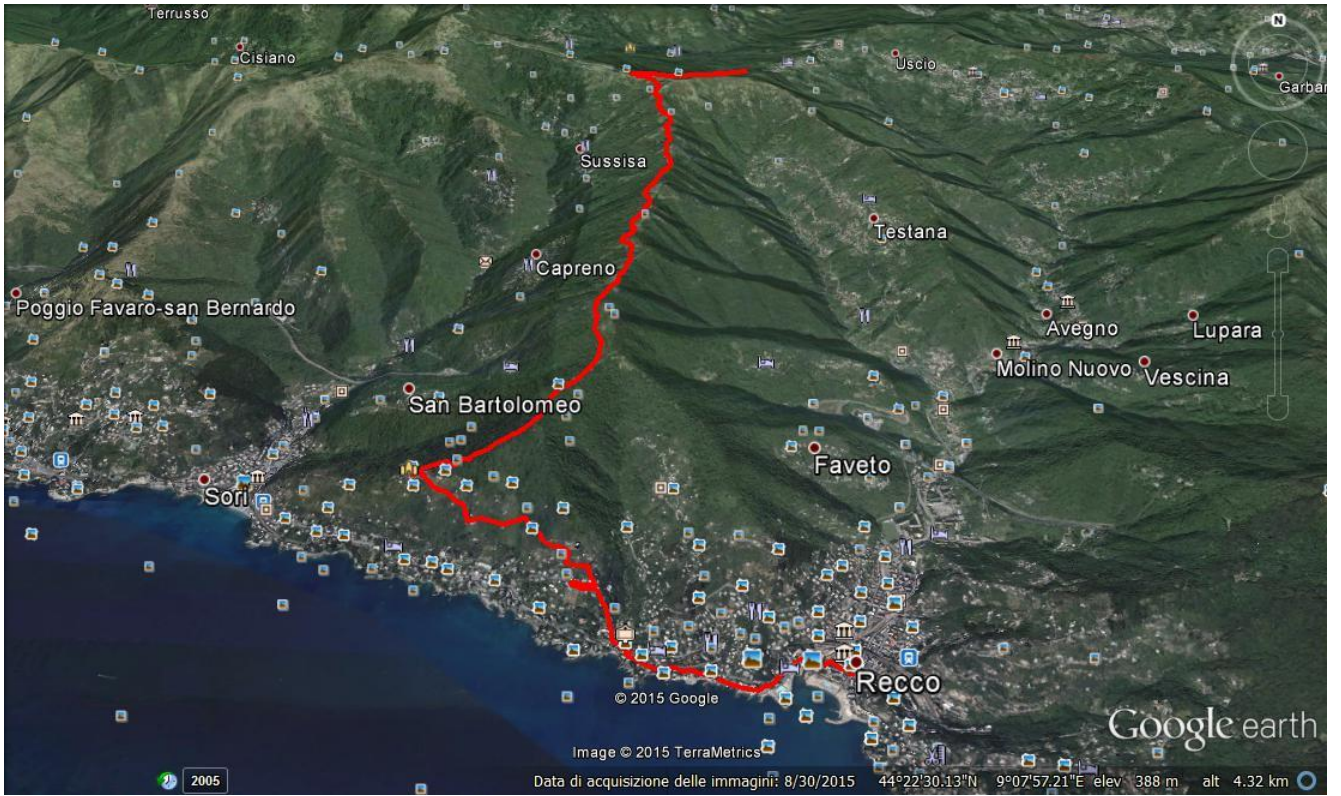 Terrusso
Cisiano
N
Uscio
Garbar
Sussisa
Testana
Capreno
Poggio Favaro-san Bernardo
Avegno
Lupara
Molino Nuovo
Vescina
San Bartolomeo
Faveto
Sori
Recco
© 2015 Google
Google earth
Image © 2015 TerraMetrics
2005
Data di acquisizione delle immagini: 8/30/2015 44°22'30.13"N 9°07'57.21"E elev 388 m alt 4.32 km